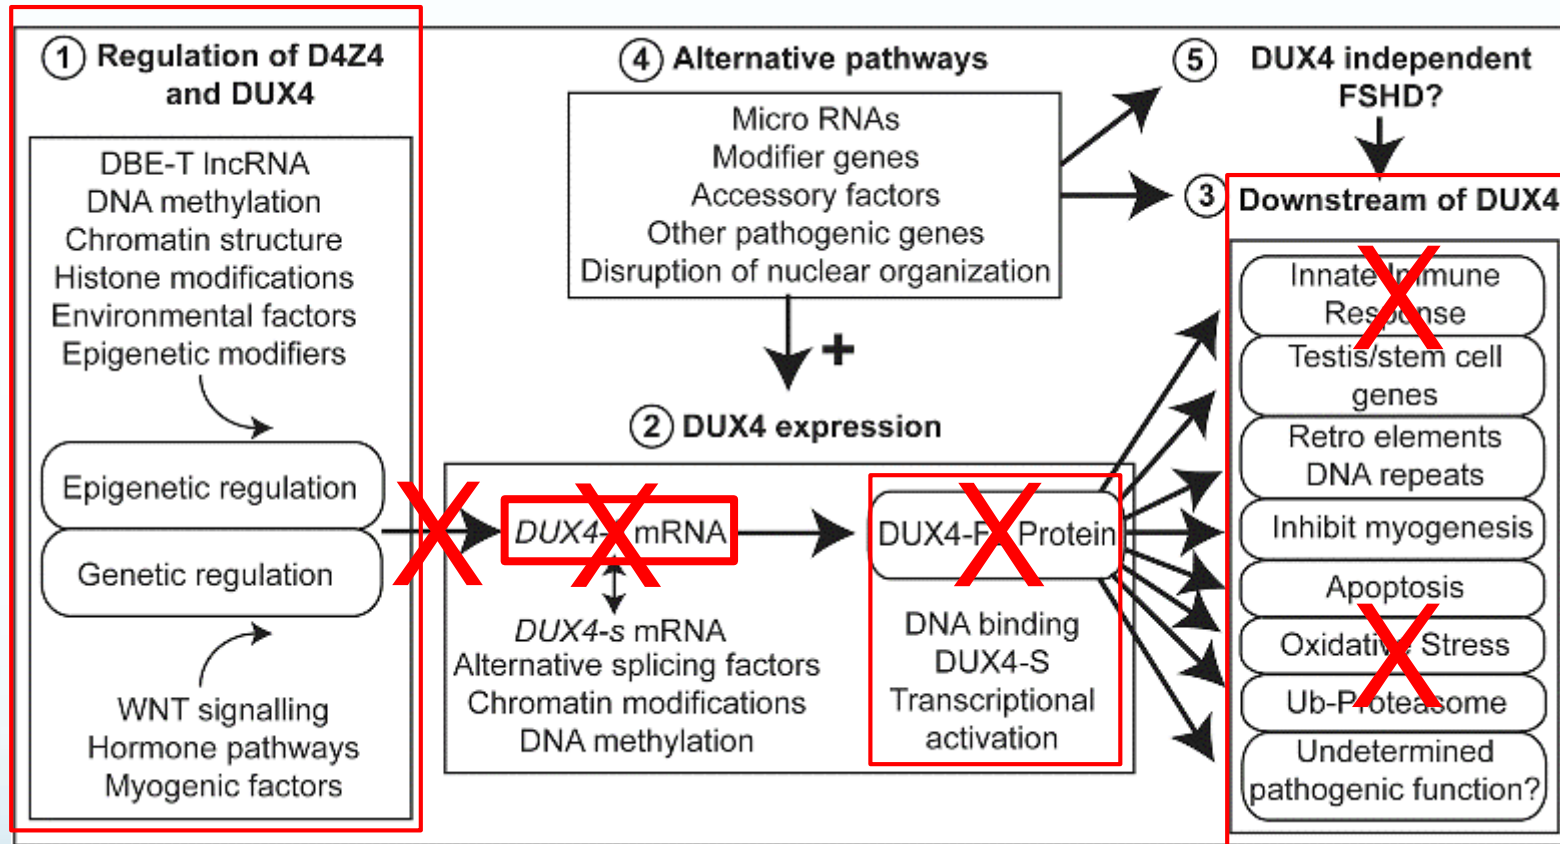 ① Regulation of D4Z4
and DUX4
DBE-T lncRNA
DNA methylation
Chromatin structure
Histone modifications
Environmental factors
Epigenetic modifiers
Epigenetic regulation
Genetic regulation
WNT signalling
Hormone pathways
Myogenic factors
④ Alternative pathways
Micro RNAs
Modifier genes
Accessory factors
Other pathogenic genes
Disruption of nuclear organization
+
② DUX4 expression
DUX4- mRNA
DUX4-s mRNA
Alternative splicing factors
Chromatin modifications
DNA methylation
DUX4-F Protein
DNA binding
DUX4-S
Transcriptional
activation
⑤ DUX4 independent
FSHD?
③ Downstream of DUX4
Innate Immune
Response
Testis/stem cell
genes
Retro elements
DNA repeats
Inhibit myogenesis
Apoptosis
Oxidative Stress
Ub-Proteasome
Undetermined
pathogenic function?